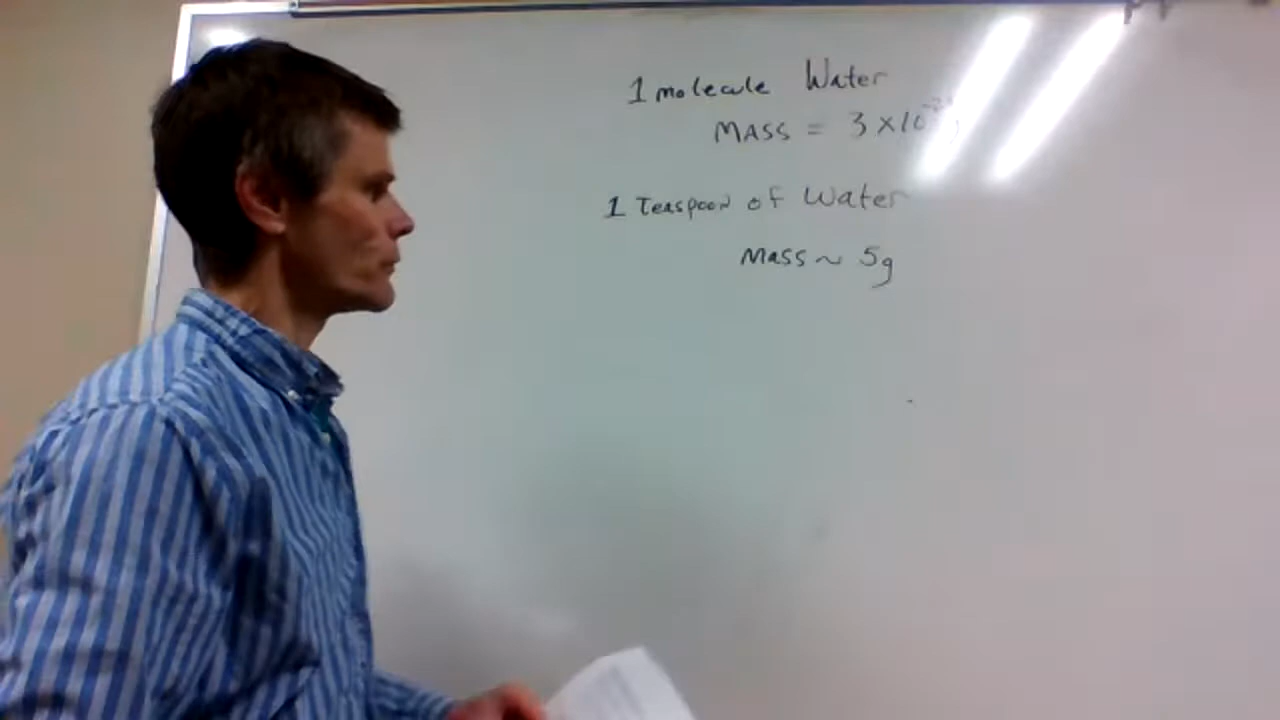 1 molecule Water
MASS = 3 x 10
1 Teaspoon of Water
Mass ~ 5g